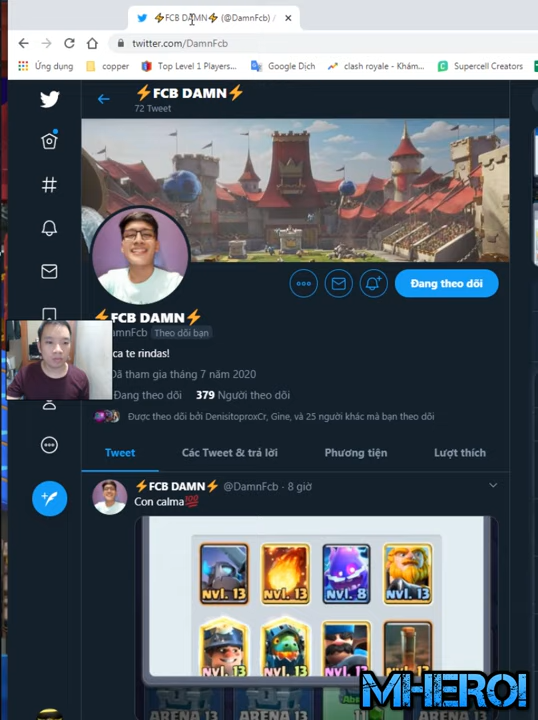 ⚡FCB DAMN⚡ (@DamnFcb) /
twitter.com/DamnFcb
Ứng dụng
copper
Top Level 1 Players...
Google Dịch
clash royale - Khám...
Supercell Creators
⚡FCB DAMN⚡
72 Tweet
Đang theo dõi
⚡FCB DAMN⚡
amnFcb Theo dõi bạn
ca te rindas!
Đã tham gia tháng 7 năm 2020
Đang theo dõi 379 Người theo dõi
Được theo dõi bởi DenisitoproxCr, Gine, và 25 người khác mà bạn theo dõi
Tweet Các Tweet & trả lời Phương tiện Lượt thích
⚡FCB DAMN⚡ @DamnFcb · 8 giờ
Con calma💯
nvl. 13 nvl. 13 nvl. 8 nvl. 13
nvl. 13 nvl. 13 nvl. 13
ARENA 13 ARENA 13
MHERO!